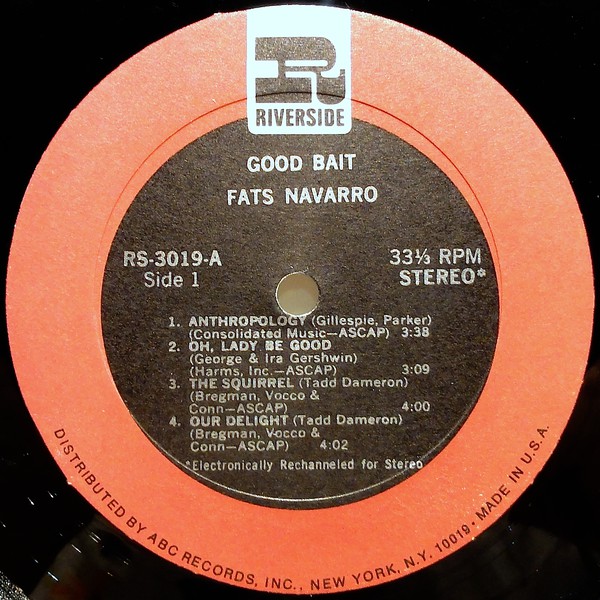 RIVERSIDE
GOOD BAIT
FATS NAVARRO
RS-3019-A
Side 1
33⅓ RPM
STEREO*
1. ANTHROPOLOGY (Gillespie, Parker)
(Consolidated Music—ASCAP) 3:38
2. OH, LADY BE GOOD
(George & Ira Gershwin)
(Harms, Inc.—ASCAP) 3:09
3. THE SQUIRREL (Tadd Dameron)
(Bregman, Vocco &
Conn—ASCAP) 4:00
4. OUR DELIGHT (Tadd Dameron)
(Bregman, Vocco &
Conn—ASCAP) 4:02
*Electronically Rechanneled for Stereo
DISTRIBUTED BY ABC RECORDS, INC., NEW YORK, N.Y. 10019 • MADE IN U.S.A.